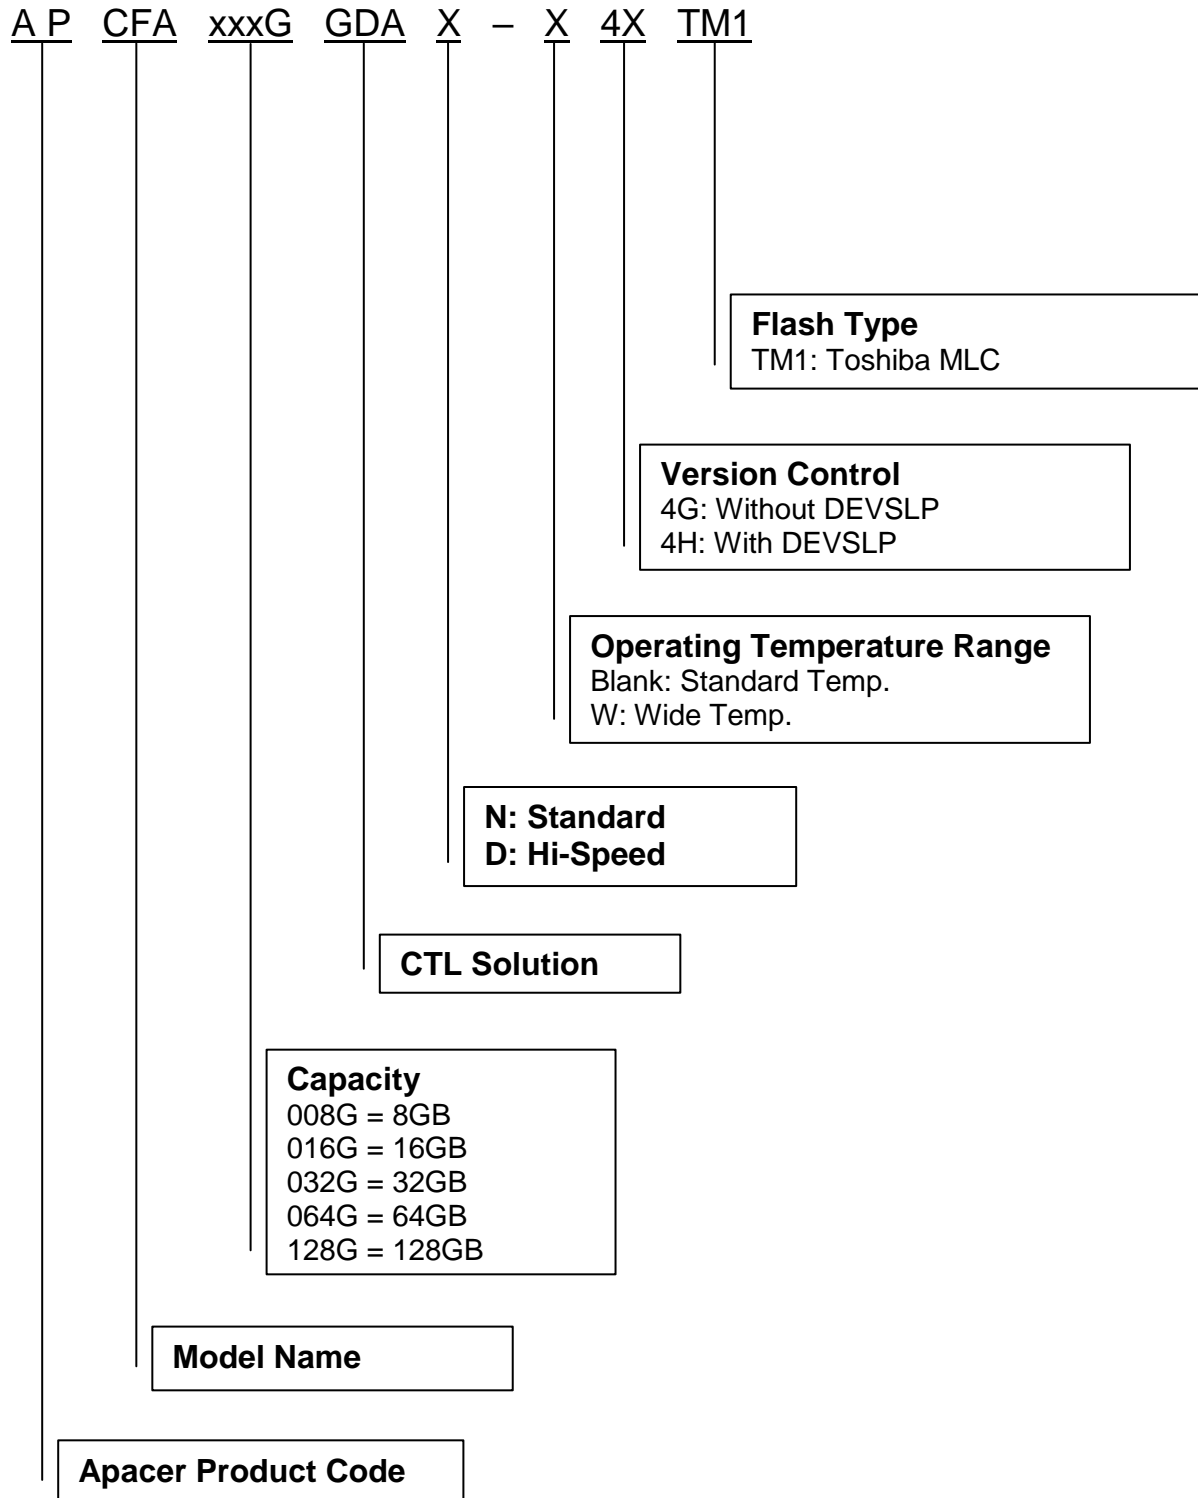 A P CFA xxxG GDA X – X 4X TM1
Flash Type
TM1: Toshiba MLC
Version Control
4G: Without DEVSLP
4H: With DEVSLP
Operating Temperature Range
Blank: Standard Temp.
W: Wide Temp.
N: Standard
D: Hi-Speed
CTL Solution
Capacity
008G = 8GB
016G = 16GB
032G = 32GB
064G = 64GB
128G = 128GB
Model Name
Apacer Product Code